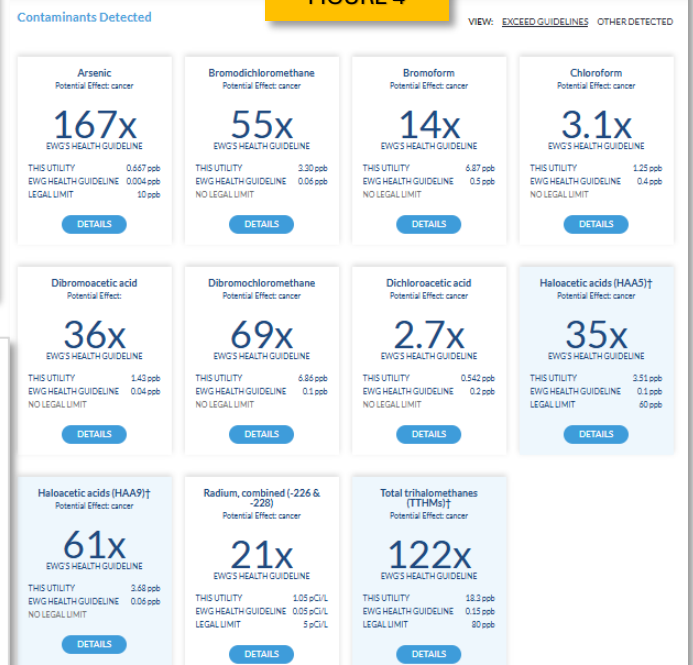 FIGURE 4
Contaminants Detected
VIEW: EXCEED GUIDELINES OTHER DETECTED
Arsenic
Potential Effect: cancer
167x
EWG'S HEALTH GUIDELINE
THIS UTILITY 0.667 ppb
EWG HEALTH GUIDELINE 0.004 ppb
LEGAL LIMIT 10 ppb
DETAILS
Bromodichloromethane
Potential Effect: cancer
55x
EWG'S HEALTH GUIDELINE
THIS UTILITY 3.30 ppb
EWG HEALTH GUIDELINE 0.06 ppb
NO LEGAL LIMIT
DETAILS
Bromoform
Potential Effect: cancer
14x
EWG'S HEALTH GUIDELINE
THIS UTILITY 6.87 ppb
EWG HEALTH GUIDELINE 0.5 ppb
NO LEGAL LIMIT
DETAILS
Chloroform
Potential Effect: cancer
3.1x
EWG'S HEALTH GUIDELINE
THIS UTILITY 1.25 ppb
EWG HEALTH GUIDELINE 0.4 ppb
NO LEGAL LIMIT
DETAILS
Dibromoacetic acid
Potential Effect:
36x
EWG'S HEALTH GUIDELINE
THIS UTILITY 1.43 ppb
EWG HEALTH GUIDELINE 0.04 ppb
NO LEGAL LIMIT
DETAILS
Dibromochloromethane
Potential Effect: cancer
69x
EWG'S HEALTH GUIDELINE
THIS UTILITY 6.86 ppb
EWG HEALTH GUIDELINE 0.1 ppb
NO LEGAL LIMIT
DETAILS
Dichloroacetic acid
Potential Effect: cancer
2.7x
EWG'S HEALTH GUIDELINE
THIS UTILITY 0.542 ppb
EWG HEALTH GUIDELINE 0.2 ppb
NO LEGAL LIMIT
DETAILS
Haloacetic acids (HAA5)†
Potential Effect: cancer
35x
EWG'S HEALTH GUIDELINE
THIS UTILITY 3.51 ppb
EWG HEALTH GUIDELINE 0.1 ppb
LEGAL LIMIT 60 ppb
DETAILS
Haloacetic acids (HAA9)†
Potential Effect: cancer
61x
EWG'S HEALTH GUIDELINE
THIS UTILITY 3.68 ppb
EWG HEALTH GUIDELINE 0.06 ppb
NO LEGAL LIMIT
DETAILS
Radium, combined (-226 &
-228)
Potential Effect: cancer
21x
EWG'S HEALTH GUIDELINE
THIS UTILITY 1.05 pCi/L
EWG HEALTH GUIDELINE 0.05 pCi/L
LEGAL LIMIT 5 pCi/L
DETAILS
Total trihalomethanes
(TTHMs)†
Potential Effect: cancer
122x
EWG'S HEALTH GUIDELINE
THIS UTILITY 18.3 ppb
EWG HEALTH GUIDELINE 0.15 ppb
LEGAL LIMIT 80 ppb
DETAILS